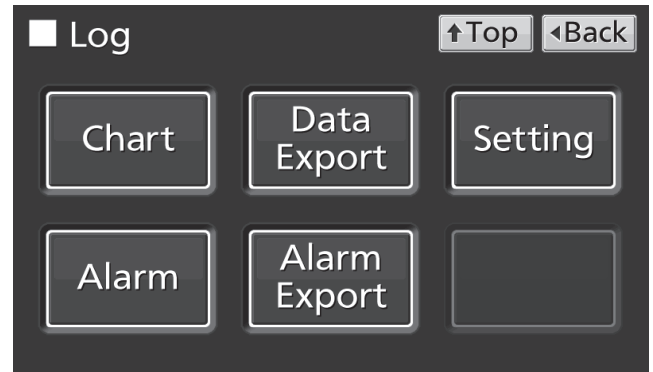 Log
↑Top
◂Back
Chart
Data
Export
Setting
Alarm
Alarm
Export